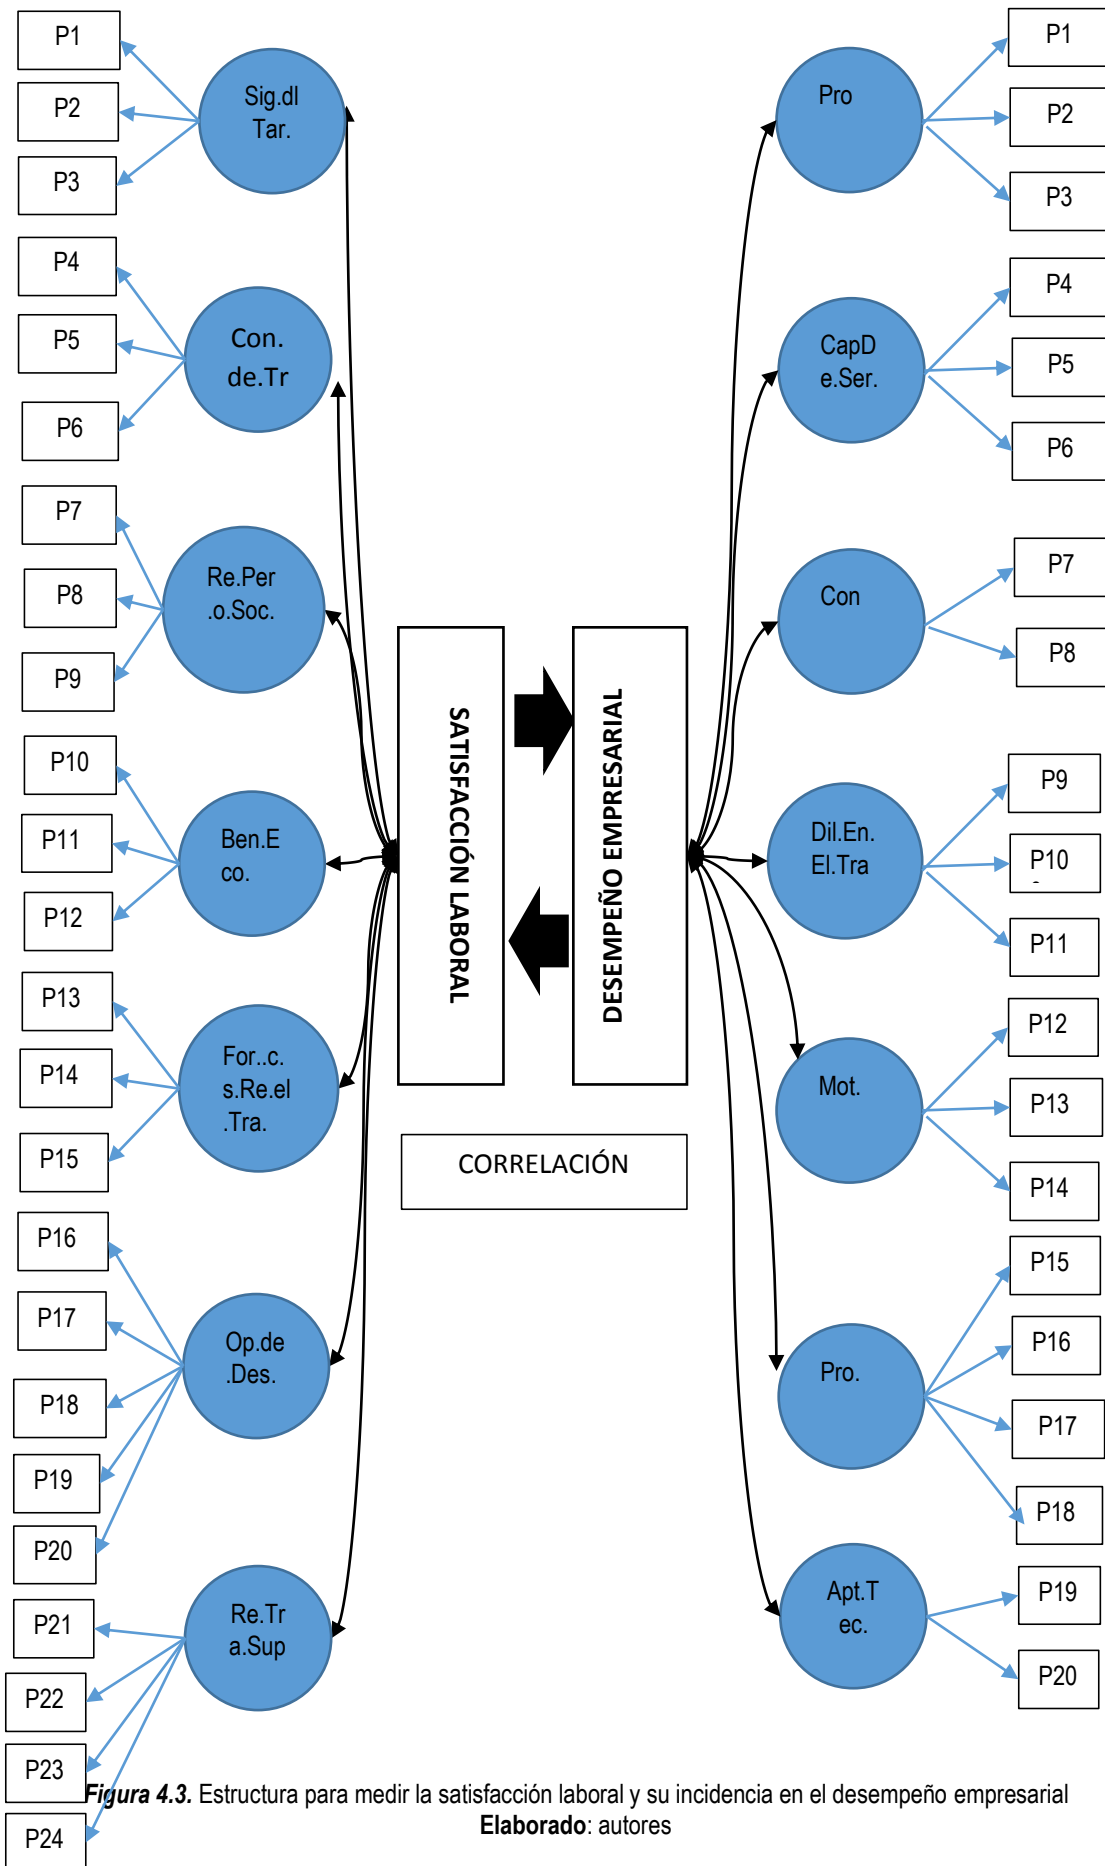 P1
P2
P3
Sig.dl
Tar.
P4
P5
P6
Con.
de.Tr
P7
P8
P9
Re.Per
.o.Soc.
P10
P11
P12
Ben.E
co.
P13
P14
P15
For..c.
s.Re.el
.Tra.
P16
P17
P18
P19
P20
Op.de
.Des.
P21
P22
P23
P24
Re.Tr
a.Sup
SATISFACCIÓN LABORAL
DESEMPEÑO EMPRESARIAL
CORRELACIÓN
Pro
P1
P2
P3
CapD
e.Ser.
P4
P5
P6
Con
P7
P8
Dil.En.
El.Tra
P9
P10
P11
Mot.
P12
P13
P14
Pro.
P15
P16
P17
P18
Apt.T
ec.
P19
P20
Figura 4.3. Estructura para medir la satisfacción laboral y su incidencia en el desempeño empresarial
Elaborado: autores